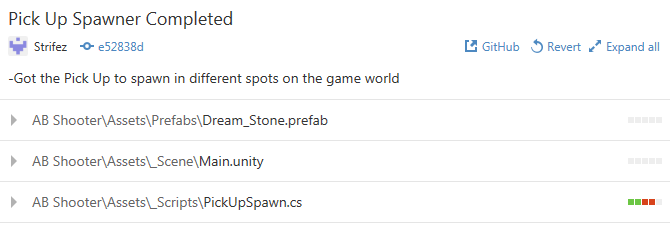 Pick Up Spawner Completed
Strifez e52838d GitHub Revert Expand all
-Got the Pick Up to spawn in different spots on the game world
AB Shooter\Assets\Prefabs\Dream_Stone.prefab
AB Shooter\Assets\_Scene\Main.unity
AB Shooter\Assets\_Scripts\PickUpSpawn.cs